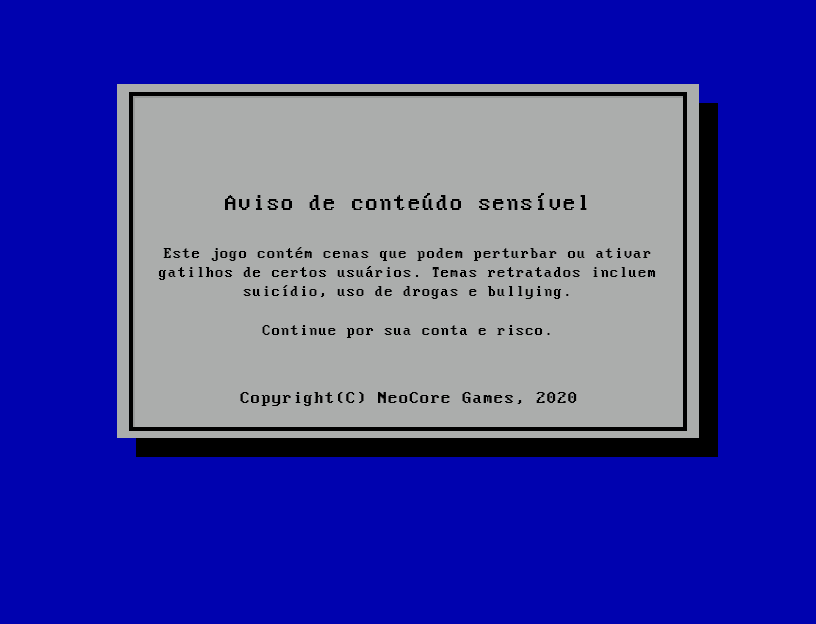 Aviso de conteúdo sensível
Este jogo contém cenas que podem perturbar ou ativar
gatilhos de certos usuários. Temas retratados incluem
suicídio, uso de drogas e bullying.
Continue por sua conta e risco.
Copyright(C) NeoCore Games, 2020